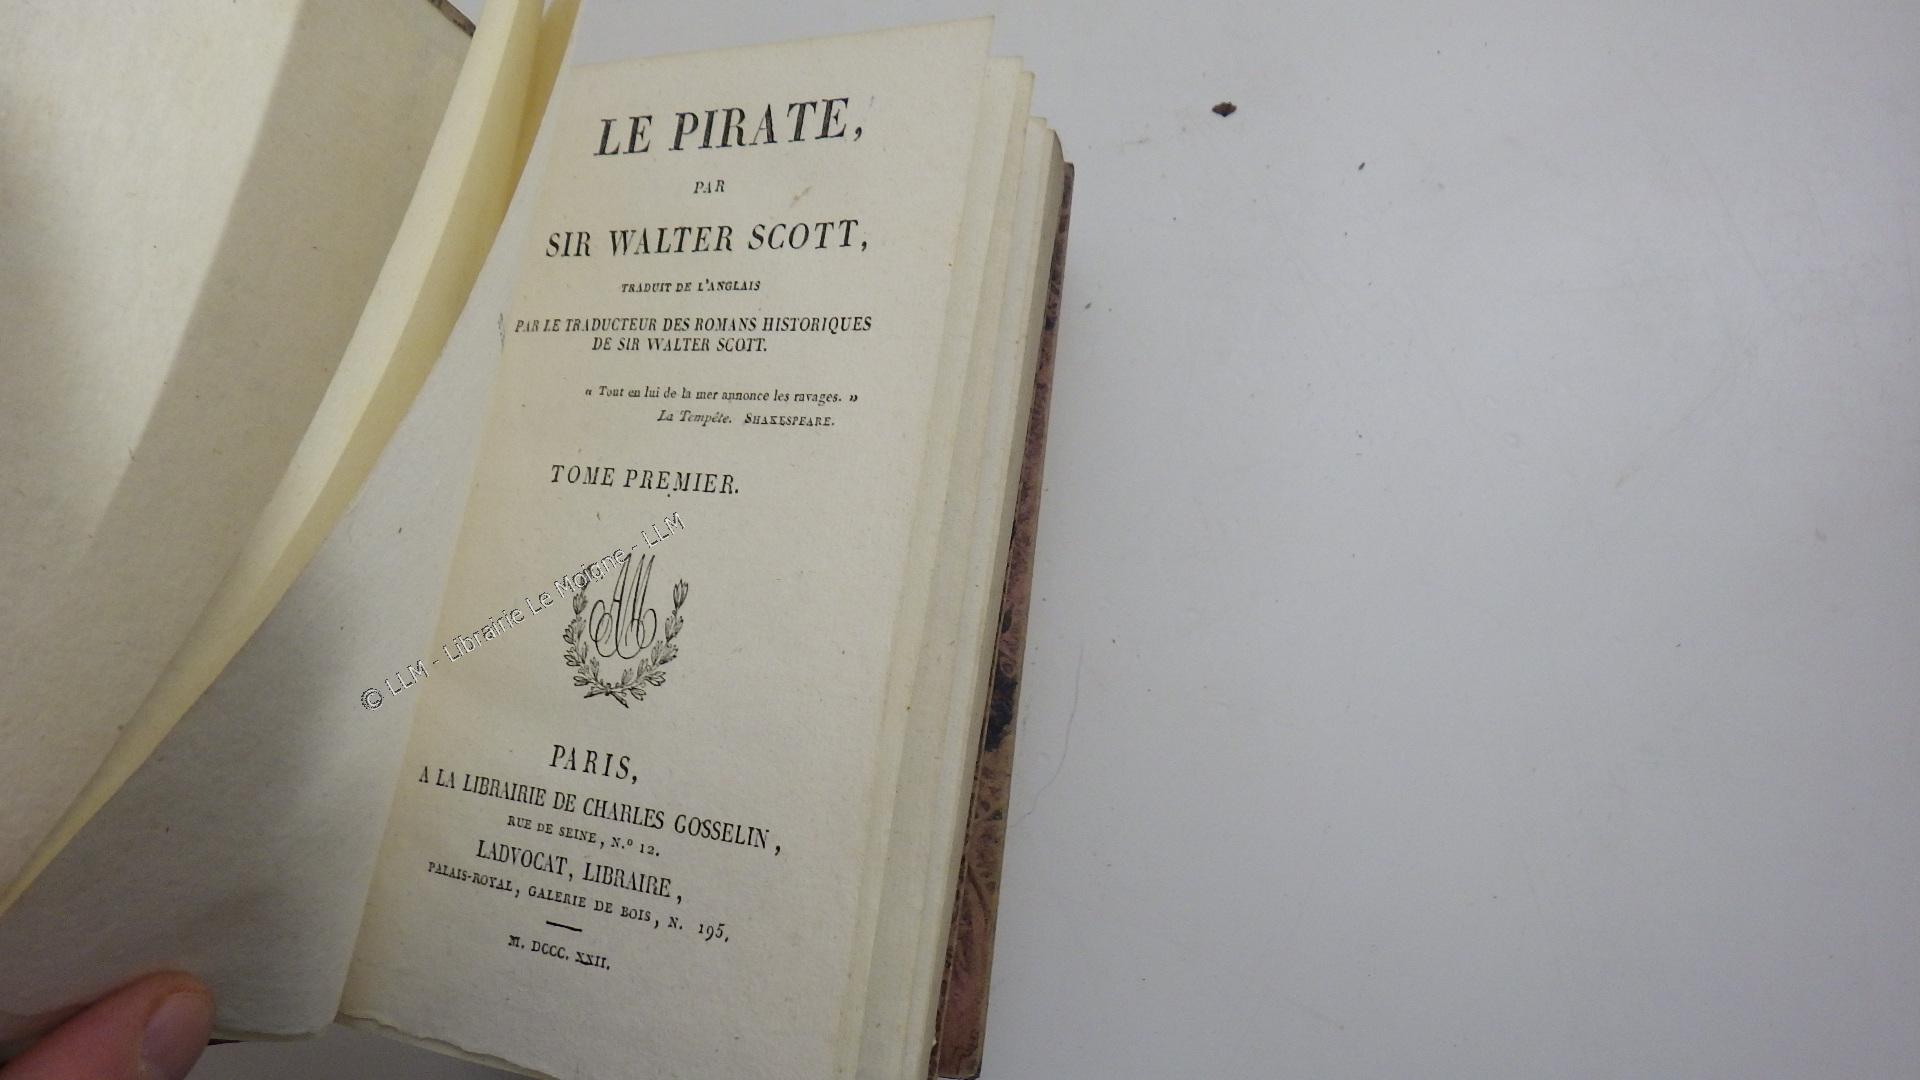 LE PIRATE,
PAR
SIR WALTER SCOTT,
TRADUIT DE L'ANGLAIS
PAR LE TRADUCTEUR DES ROMANS HISTORIQUES
DE SIR WALTER SCOTT.
« Tout en lui de la mer annonce les ravages. »
La Tempête. SHAKESPEARE.
TOME PREMIER.
AM
© LLM - Librairie Le Moigne - LLM
PARIS,
A LA LIBRAIRIE DE CHARLES GOSSELIN,
RUE DE SEINE, N.º 12.
LADVOCAT, LIBRAIRE,
PALAIS-ROYAL, GALERIE DE BOIS, N. 195.
M. DCCC. XXII.